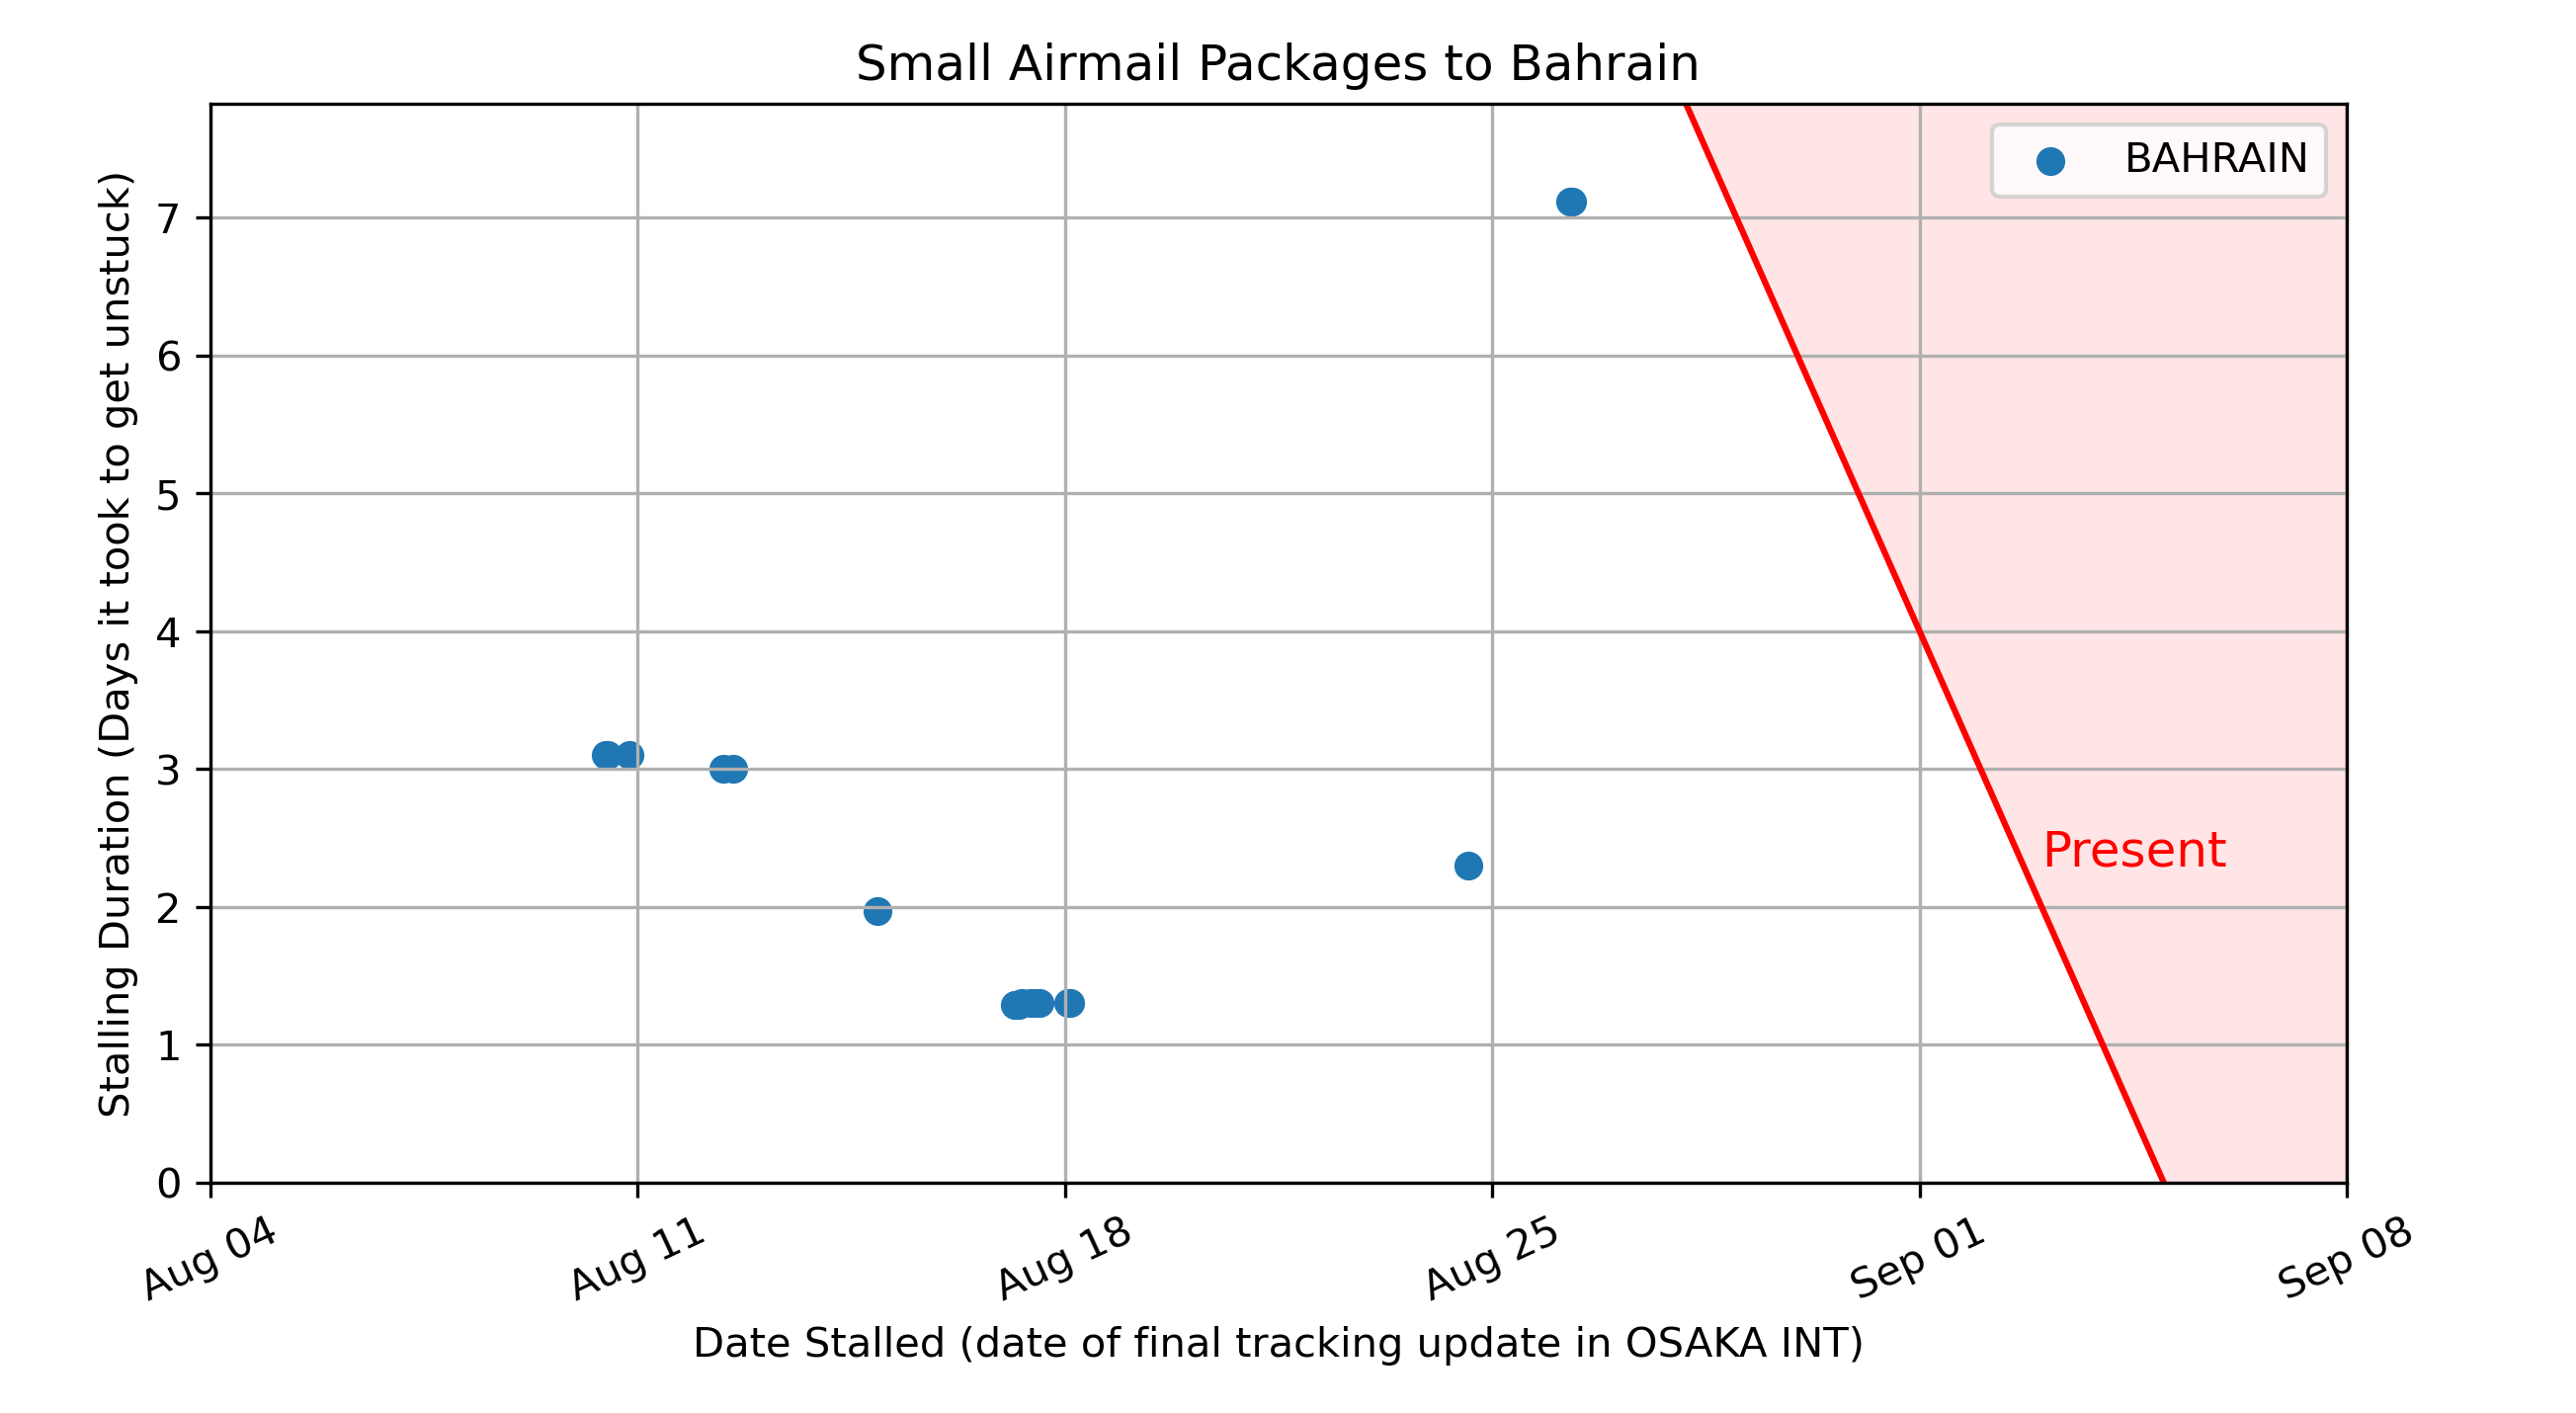 Small Airmail Packages to Bahrain
BAHRAIN
Stalling Duration (Days it took to get unstuck)
7
6
5
4
3
2
1
0
Present
Aug 04
Aug 11
Aug 18
Aug 25
Sep 01
Sep 08
Date Stalled (date of final tracking update in OSAKA INT)